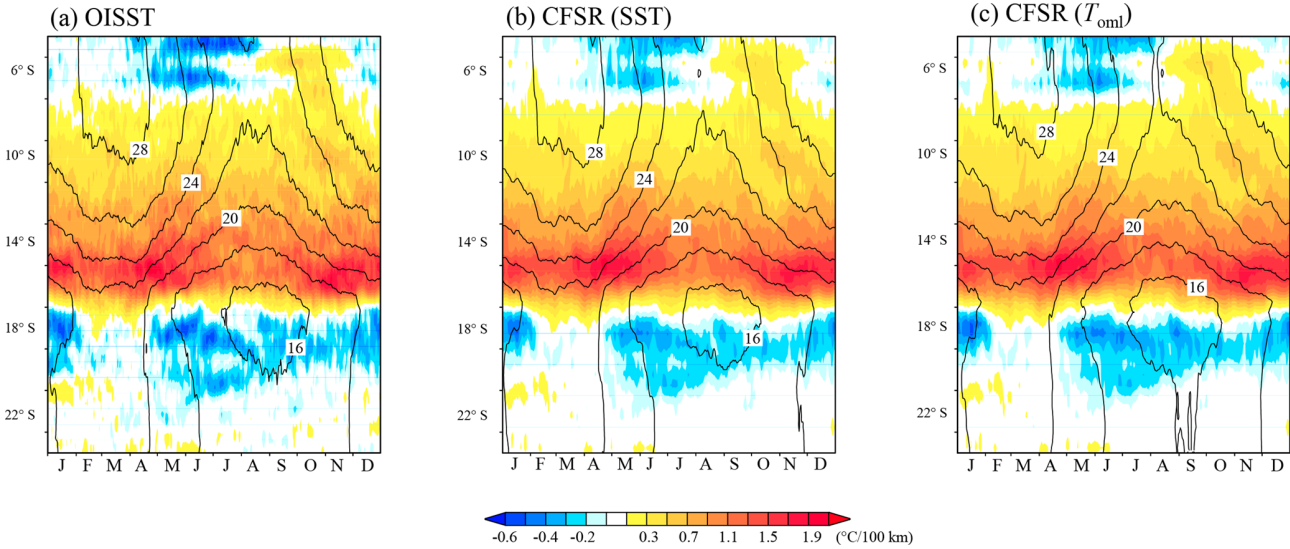 (a) OISST
(b) CFSR (SST)
(c) CFSR (Toml)
6° S
10° S
14° S
18° S
22° S
28
24
20
16
J F M A M J J A S O N D
6° S
10° S
14° S
18° S
22° S
28
24
20
16
J F M A M J J A S O N D
6° S
10° S
14° S
18° S
22° S
28
24
20
16
J F M A M J J A S O N D
-0.6 -0.4 -0.2 0.3 0.7 1.1 1.5 1.9 (°C/100 km)